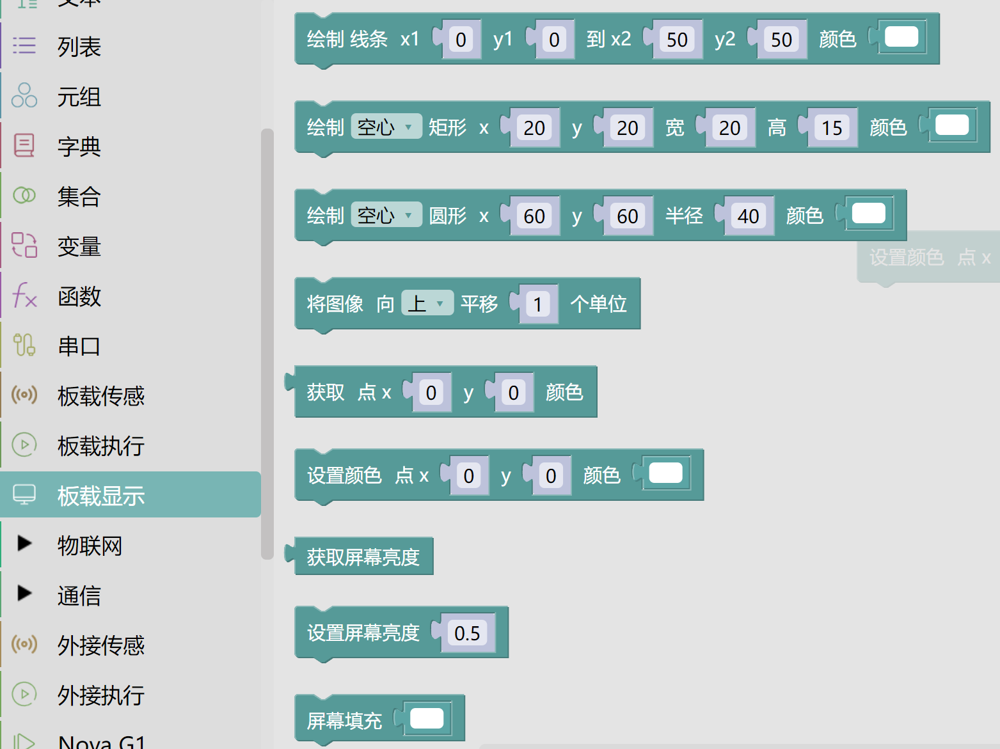 文本
列表
元组
字典
集合
变量
函数
串口
板载传感
板载执行
板载显示
物联网
通信
外接传感
外接执行
Nova G1
绘制 线条 x1 0 y1 0 到 x2 50 y2 50 颜色
绘制 空心 矩形 x 20 y 20 宽 20 高 15 颜色
绘制 空心 圆形 x 60 y 60 半径 40 颜色
设置颜色 点 x
将图像 向 上 平移 1 个单位
获取 点 x 0 y 0 颜色
设置颜色 点 x 0 y 0 颜色
获取屏幕亮度
设置屏幕亮度 0.5
屏幕填充